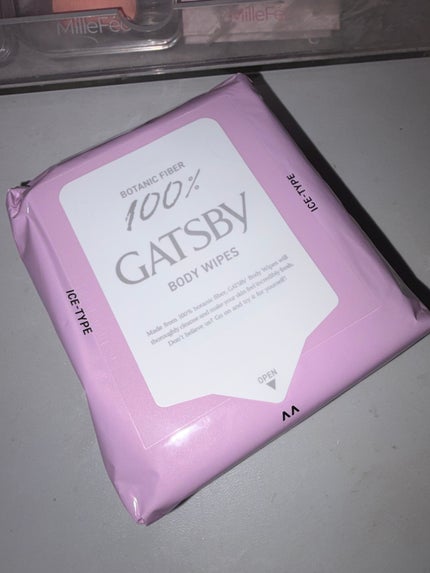 MilleFée
MilleFée
BOTANIC FIBER
100%
GATSBY
BODY WIPES
Made from 100% botanic fiber, GATSBY Body Wipes will
thoroughly cleanse and make your skin feel incredibly fresh.
Don't believe us? Go on and try it for yourself!
OPEN
ICE-TYPE
ICE-TYPE